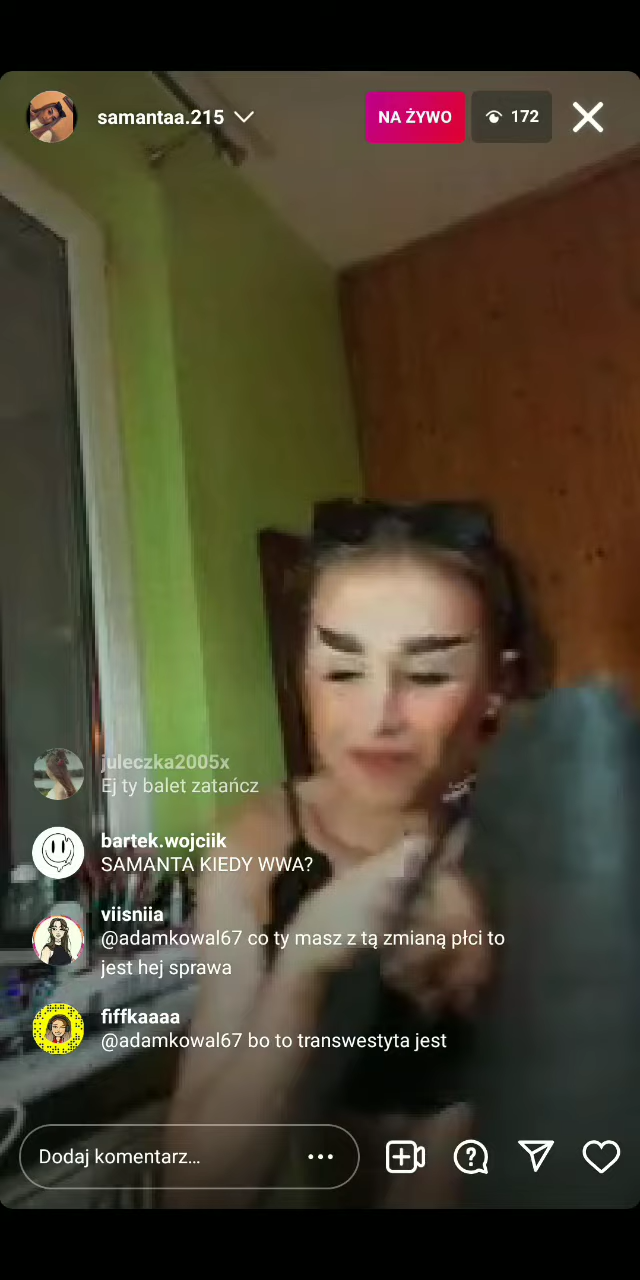 samantaa.215
NA ŻYWO
172
juleczka2005x
Ej ty balet zatańcz
bartek.wojciik
SAMANTA KIEDY WWA?
viisniia
@adamkowal67 co ty masz z tą zmianą płci to
jest hej sprawa
fiffkaaaa
@adamkowal67 bo to transwestyta jest
Dodaj komentarz...